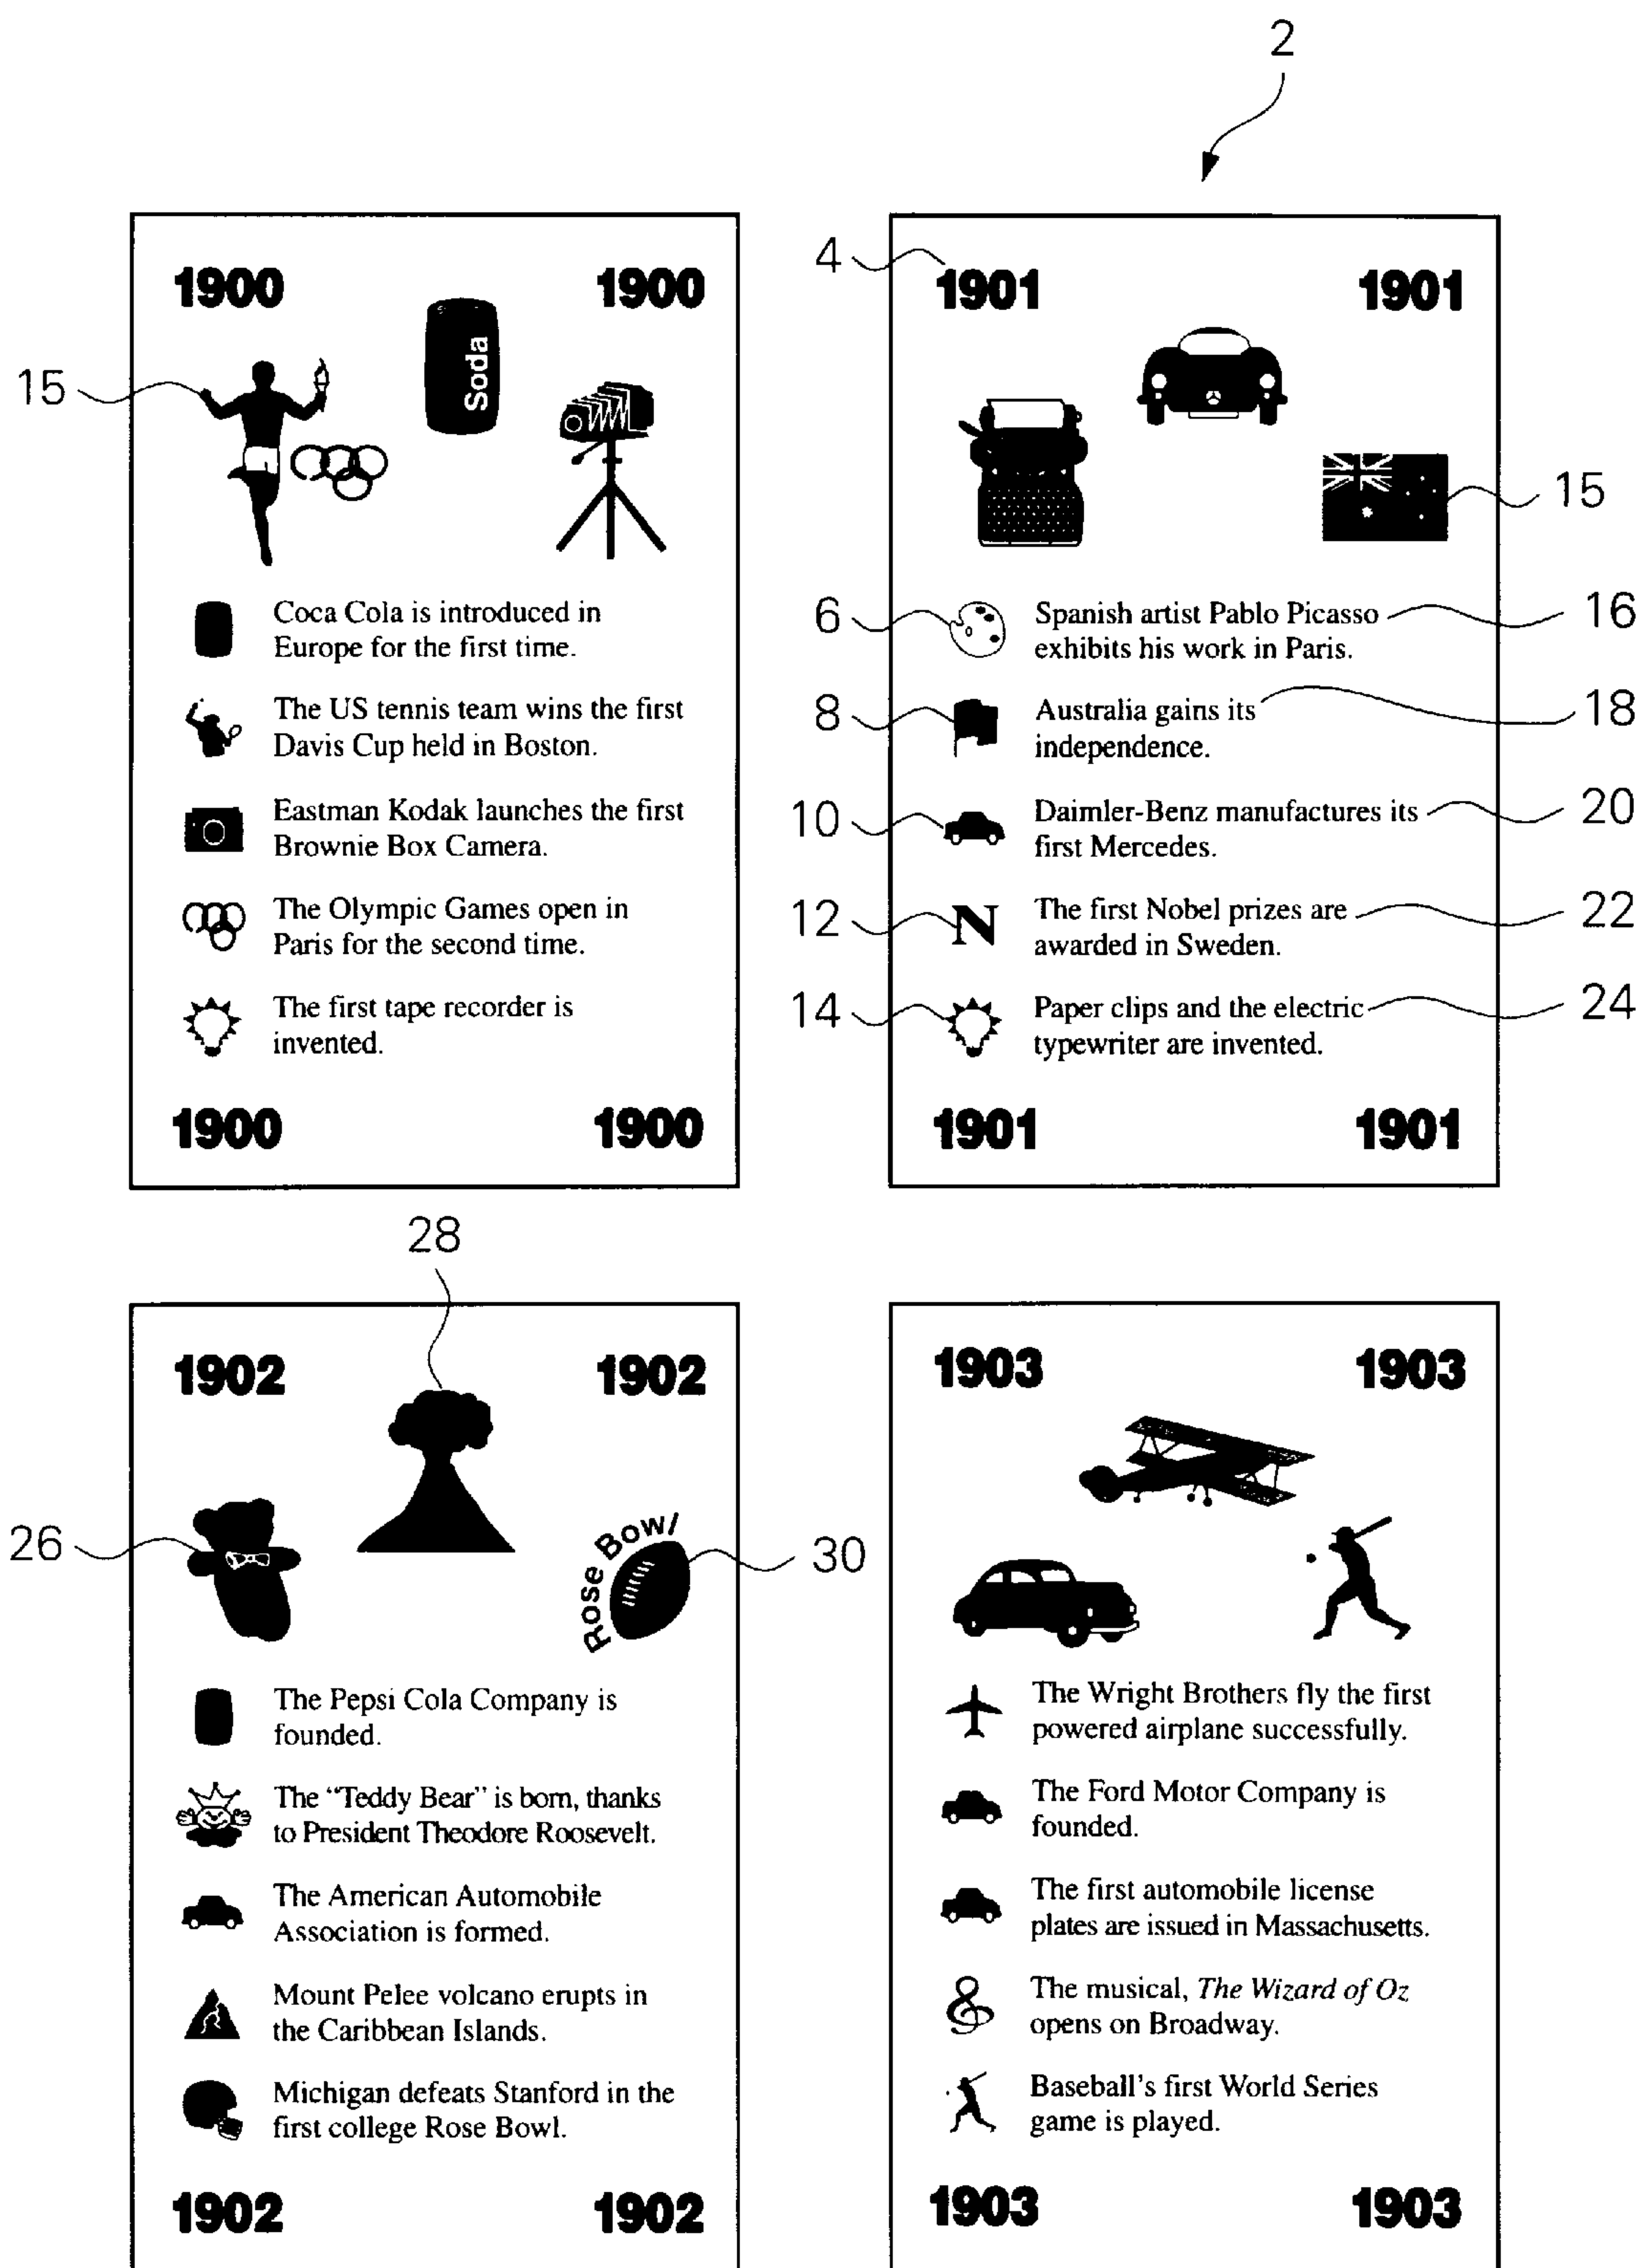 2
1900 1900
Soda
15
Coca Cola is introduced in
Europe for the first time.
The US tennis team wins the first
Davis Cup held in Boston.
Eastman Kodak launches the first
Brownie Box Camera.
The Olympic Games open in
Paris for the second time.
The first tape recorder is
invented.
1900 1900
4
1901 1901
15
6
Spanish artist Pablo Picasso
16
exhibits his work in Paris.
8
Australia gains its
18
independence.
10
Daimler-Benz manufactures its
20
first Mercedes.
12
N
The first Nobel prizes are
22
awarded in Sweden.
14
Paper clips and the electric
24
typewriter are invented.
1901 1901
28
1902 1902
26
Rose Bowl
30
The Pepsi Cola Company is
founded.
The “Teddy Bear” is born, thanks
to President Theodore Roosevelt.
The American Automobile
Association is formed.
Mount Pelee volcano erupts in
the Caribbean Islands.
Michigan defeats Stanford in the
first college Rose Bowl.
1902 1902
1903 1903
The Wright Brothers fly the first
powered airplane successfully.
The Ford Motor Company is
founded.
The first automobile license
plates are issued in Massachusetts.
The musical, The Wizard of Oz
opens on Broadway.
Baseball's first World Series
game is played.
1903 1903